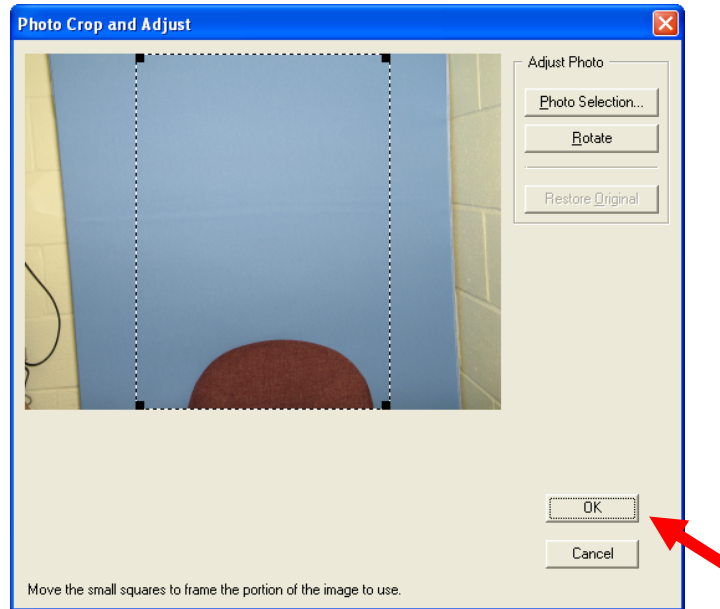 Photo Crop and Adjust
Adjust Photo
Photo Selection...
Rotate
Restore Original
OK
Cancel
Move the small squares to frame the portion of the image to use.